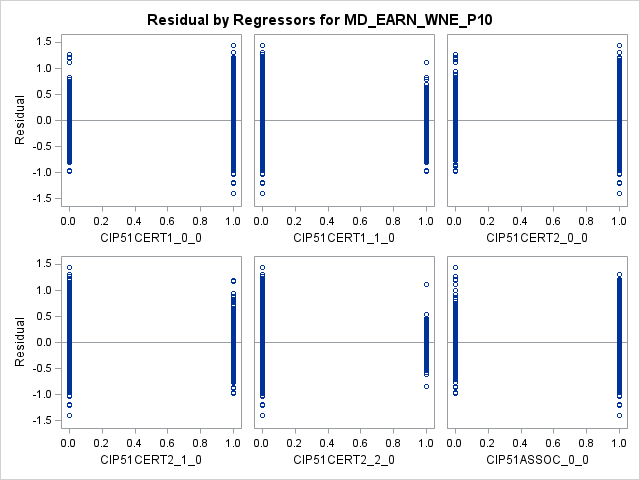 Residual by Regressors for MD_EARN_WNE_P10
1.5
1.0
0.5
0.0
-0.5
-1.0
-1.5
Residual
0.0 0.2 0.4 0.6 0.8 1.0
CIP51CERT1_0_0
0.0 0.2 0.4 0.6 0.8 1.0
CIP51CERT1_1_0
0.0 0.2 0.4 0.6 0.8 1.0
CIP51CERT2_0_0
1.5
1.0
0.5
0.0
-0.5
-1.0
-1.5
Residual
0.0 0.2 0.4 0.6 0.8 1.0
CIP51CERT2_1_0
0.0 0.2 0.4 0.6 0.8 1.0
CIP51CERT2_2_0
0.0 0.2 0.4 0.6 0.8 1.0
CIP51ASSOC_0_0